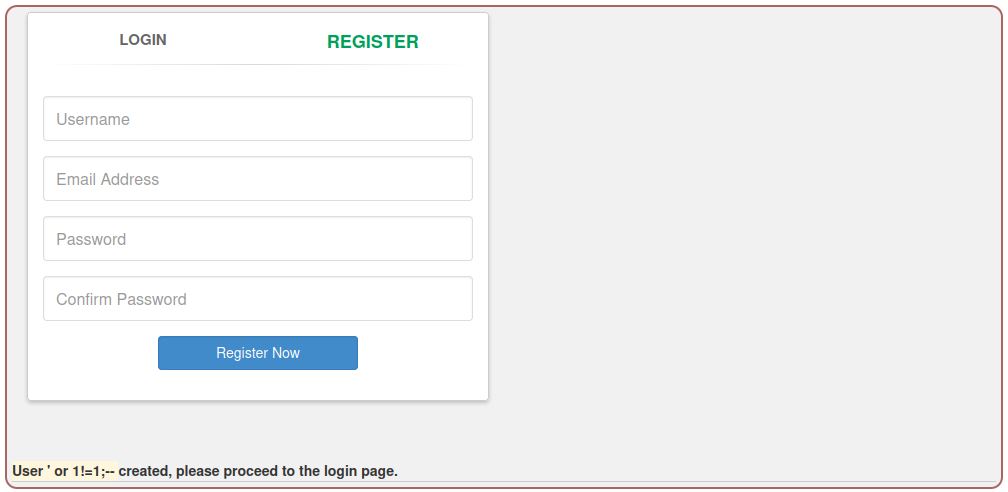 LOGIN REGISTER
Username
Email Address
Password
Confirm Password
Register Now
User ' or 1!=1;-- created, please proceed to the login page.